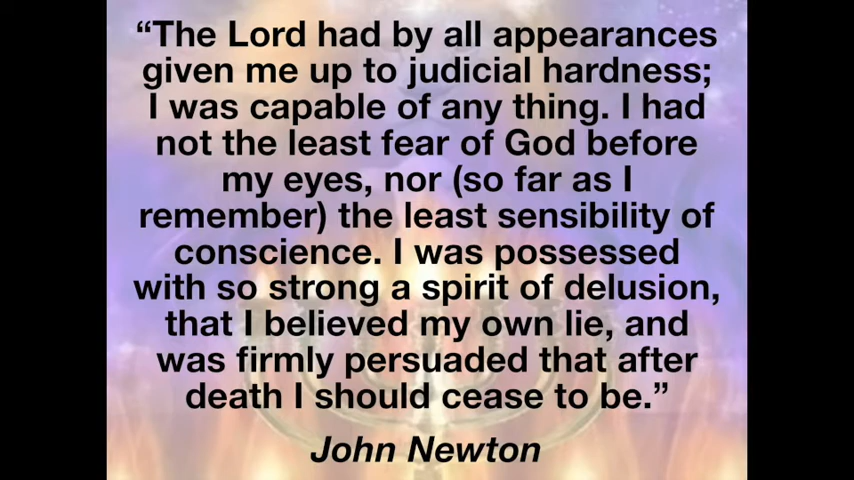 “The Lord had by all appearances
given me up to judicial hardness;
I was capable of any thing. I had
not the least fear of God before
my eyes, nor (so far as I
remember) the least sensibility of
conscience. I was possessed
with so strong a spirit of delusion,
that I believed my own lie, and
was firmly persuaded that after
death I should cease to be.”
John Newton